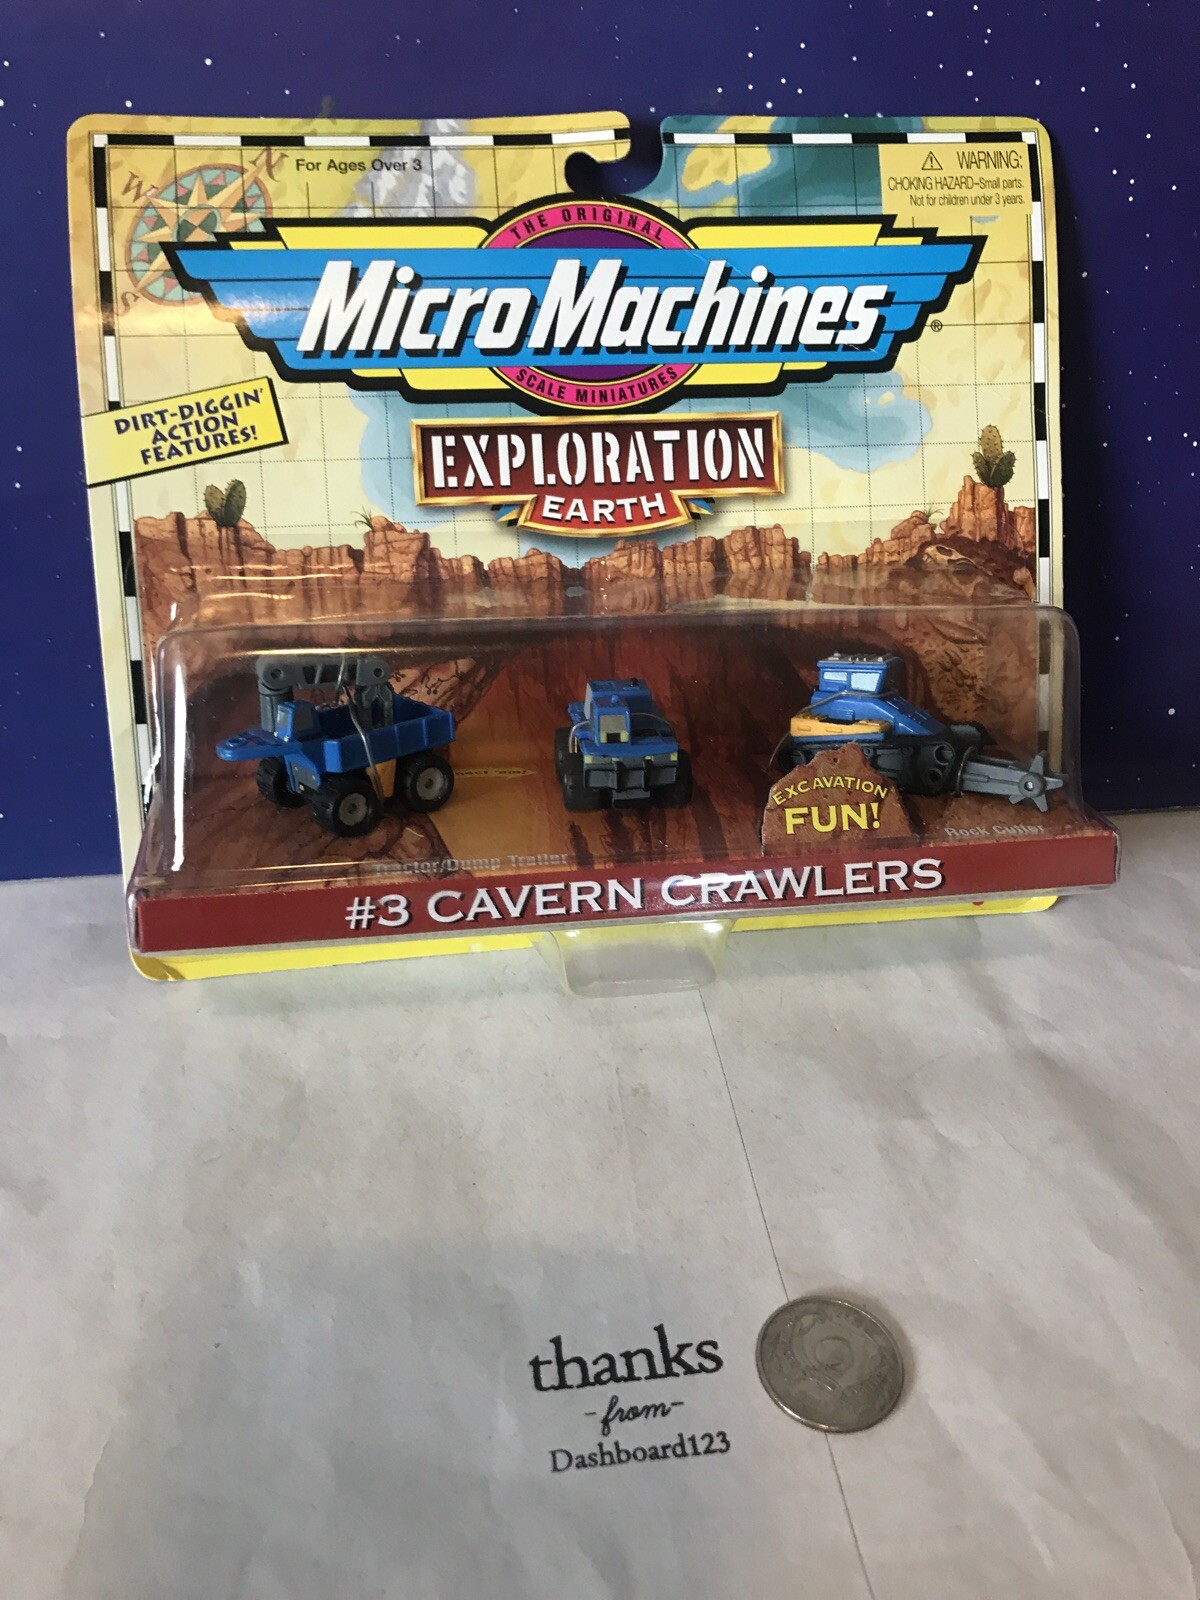 For Ages Over 3
WARNING:
CHOKING HAZARD–Small parts.
Not for children under 3 years.
N
W
S
THE ORIGINAL
Micro Machines®
SCALE MINIATURES
DIRT-DIGGIN'
ACTION
FEATURES!
EXPLORATION
EARTH
EXCAVATION
FUN!
Tractor/Dump Trailer
Rock Cutter
#3 CAVERN CRAWLERS
thanks
-from-
Dashboard123